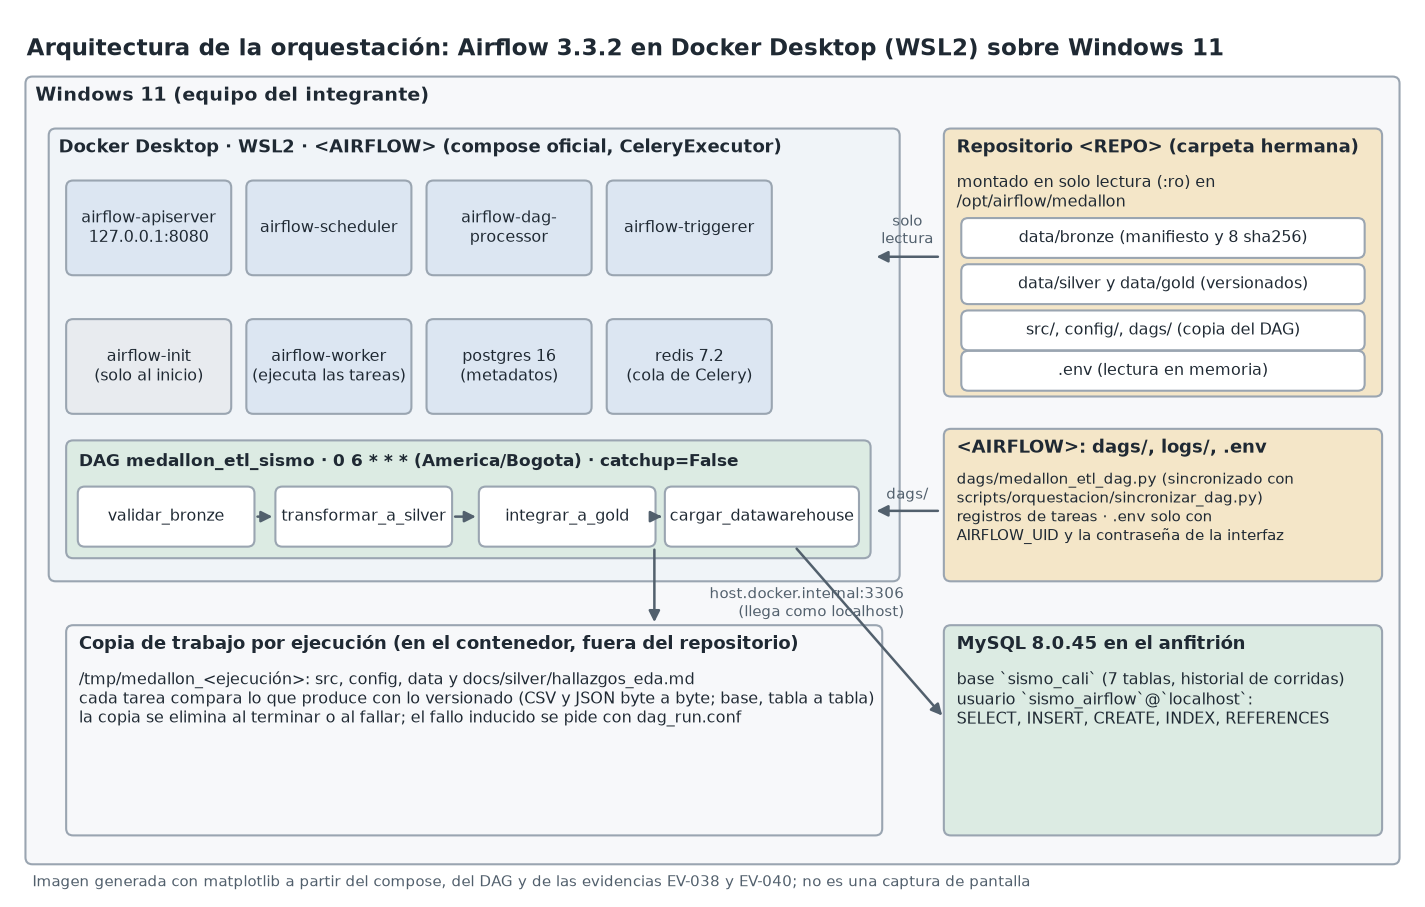 Arquitectura de la orquestación: Airflow 3.3.2 en Docker Desktop (WSL2) sobre Windows 11
Windows 11 (equipo del integrante)
Docker Desktop · WSL2 · <AIRFLOW> (compose oficial, CeleryExecutor)
airflow-apiserver
127.0.0.1:8080
airflow-scheduler
airflow-dag-
processor
airflow-triggerer
airflow-init
(solo al inicio)
airflow-worker
(ejecuta las tareas)
postgres 16
(metadatos)
redis 7.2
(cola de Celery)
DAG medallon_etl_sismo · 0 6 * * * (America/Bogota) · catchup=False
validar_bronze
transformar_a_silver
integrar_a_gold
cargar_datawarehouse
solo
lectura
Repositorio <REPO> (carpeta hermana)
montado en solo lectura (:ro) en
/opt/airflow/medallon
data/bronze (manifiesto y 8 sha256)
data/silver y data/gold (versionados)
src/, config/, dags/ (copia del DAG)
.env (lectura en memoria)
dags/
<AIRFLOW>: dags/, logs/, .env
dags/medallon_etl_dag.py (sincronizado con
scripts/orquestacion/sincronizar_dag.py)
registros de tareas · .env solo con
AIRFLOW_UID y la contraseña de la interfaz
host.docker.internal:3306
(llega como localhost)
Copia de trabajo por ejecución (en el contenedor, fuera del repositorio)
/tmp/medallon_<ejecución>: src, config, data y docs/silver/hallazgos_eda.md
cada tarea compara lo que produce con lo versionado (CSV y JSON byte a byte; base, tabla a tabla)
la copia se elimina al terminar o al fallar; el fallo inducido se pide con dag_run.conf
MySQL 8.0.45 en el anfitrión
base `sismo_cali` (7 tablas, historial de corridas)
usuario `sismo_airflow`@`localhost`:
SELECT, INSERT, CREATE, INDEX, REFERENCES
Imagen generada con matplotlib a partir del compose, del DAG y de las evidencias EV-038 y EV-040; no es una captura de pantalla